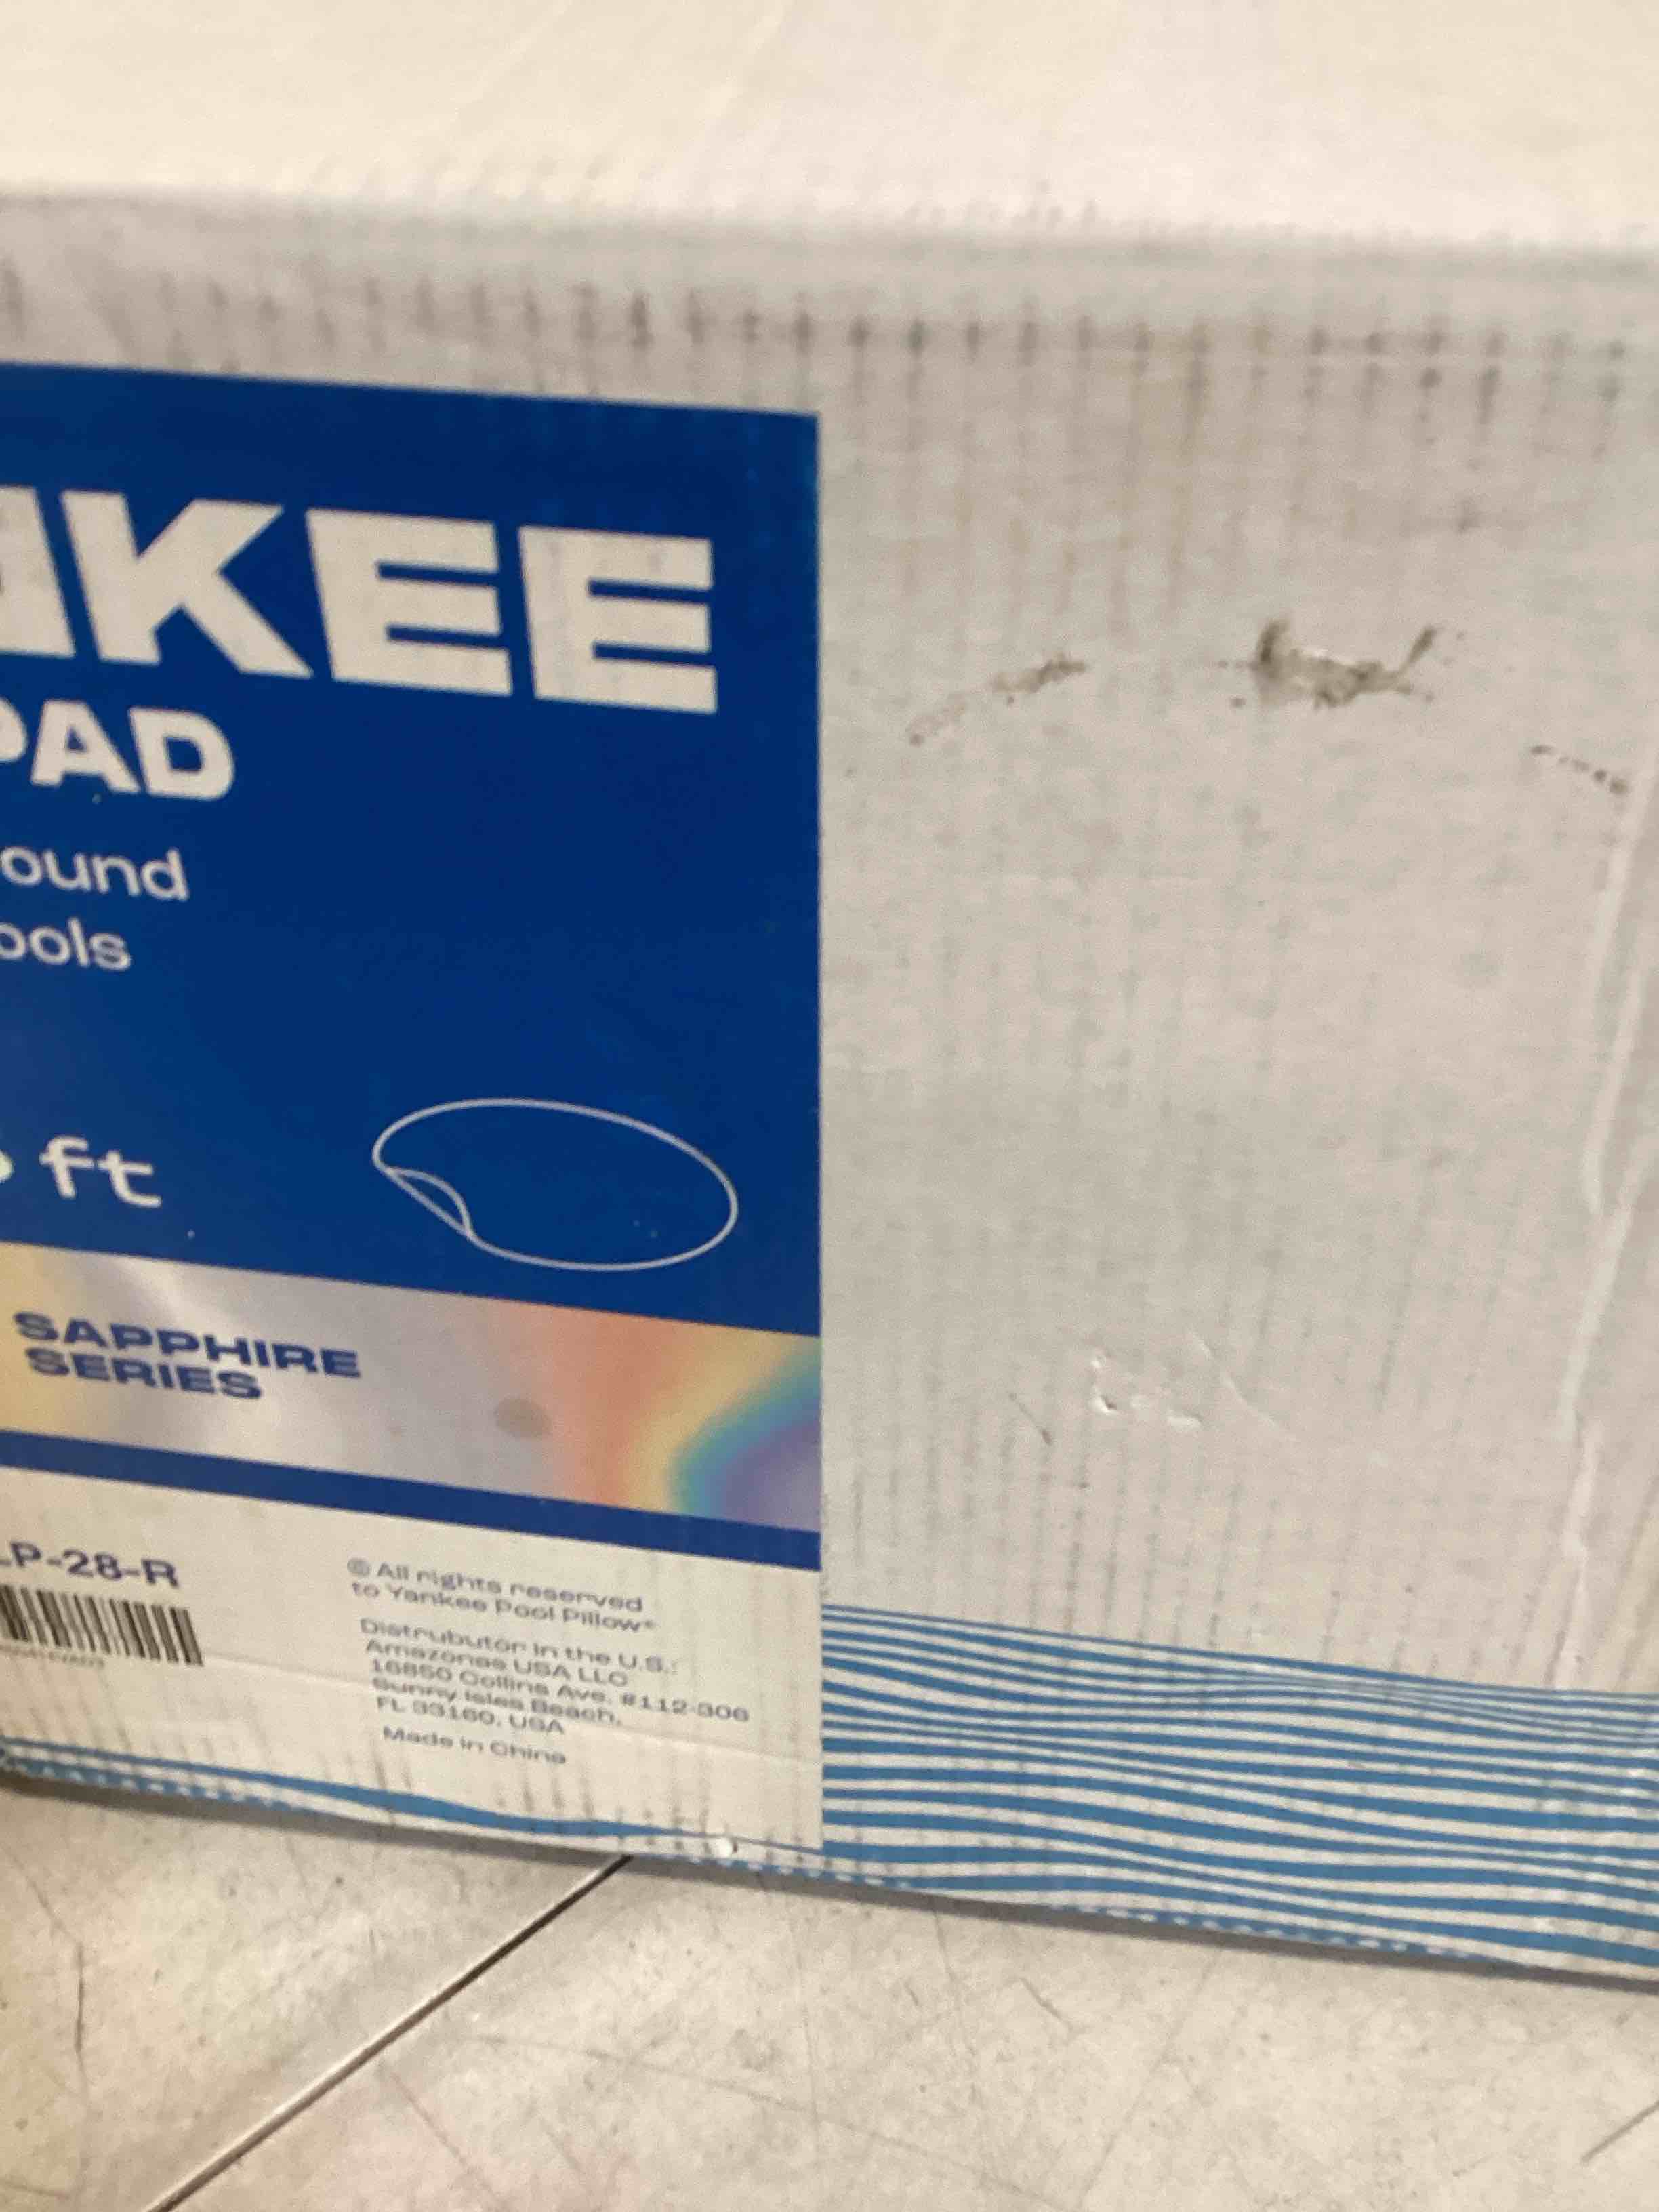 NKEE
PAD
ound
ools
ft
SAPPHIRE
SERIES
LP-28-R
© All rights reserved
to Yankee Pool Pillow®
Distrubutor in the U.S.:
Amazonas USA LLC
16850 Collins Ave. #112-306
Sunny Isles Beach,
FL 33160, USA
Made in China